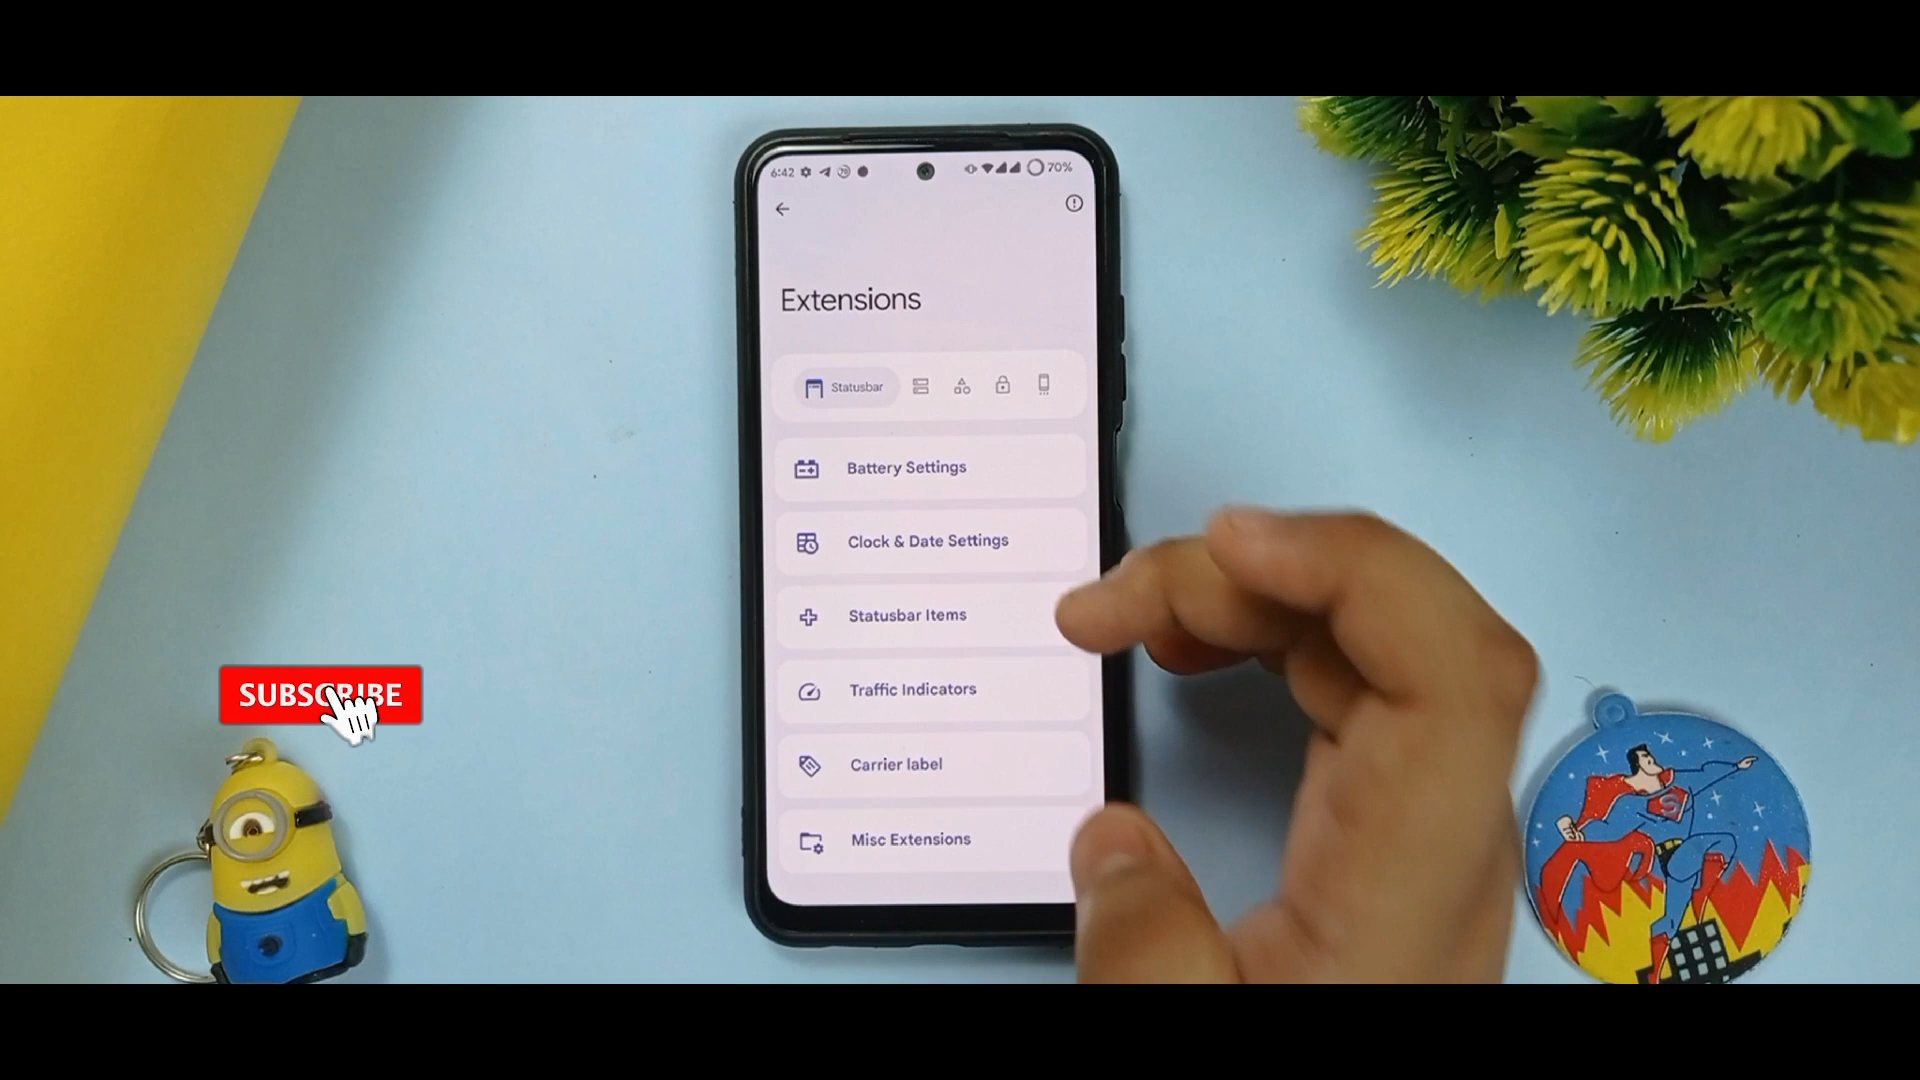 6:42
70%
Extensions
Statusbar
Battery Settings
Clock & Date Settings
Statusbar Items
Traffic Indicators
Carrier label
Misc Extensions
SUBSCRIBE
S